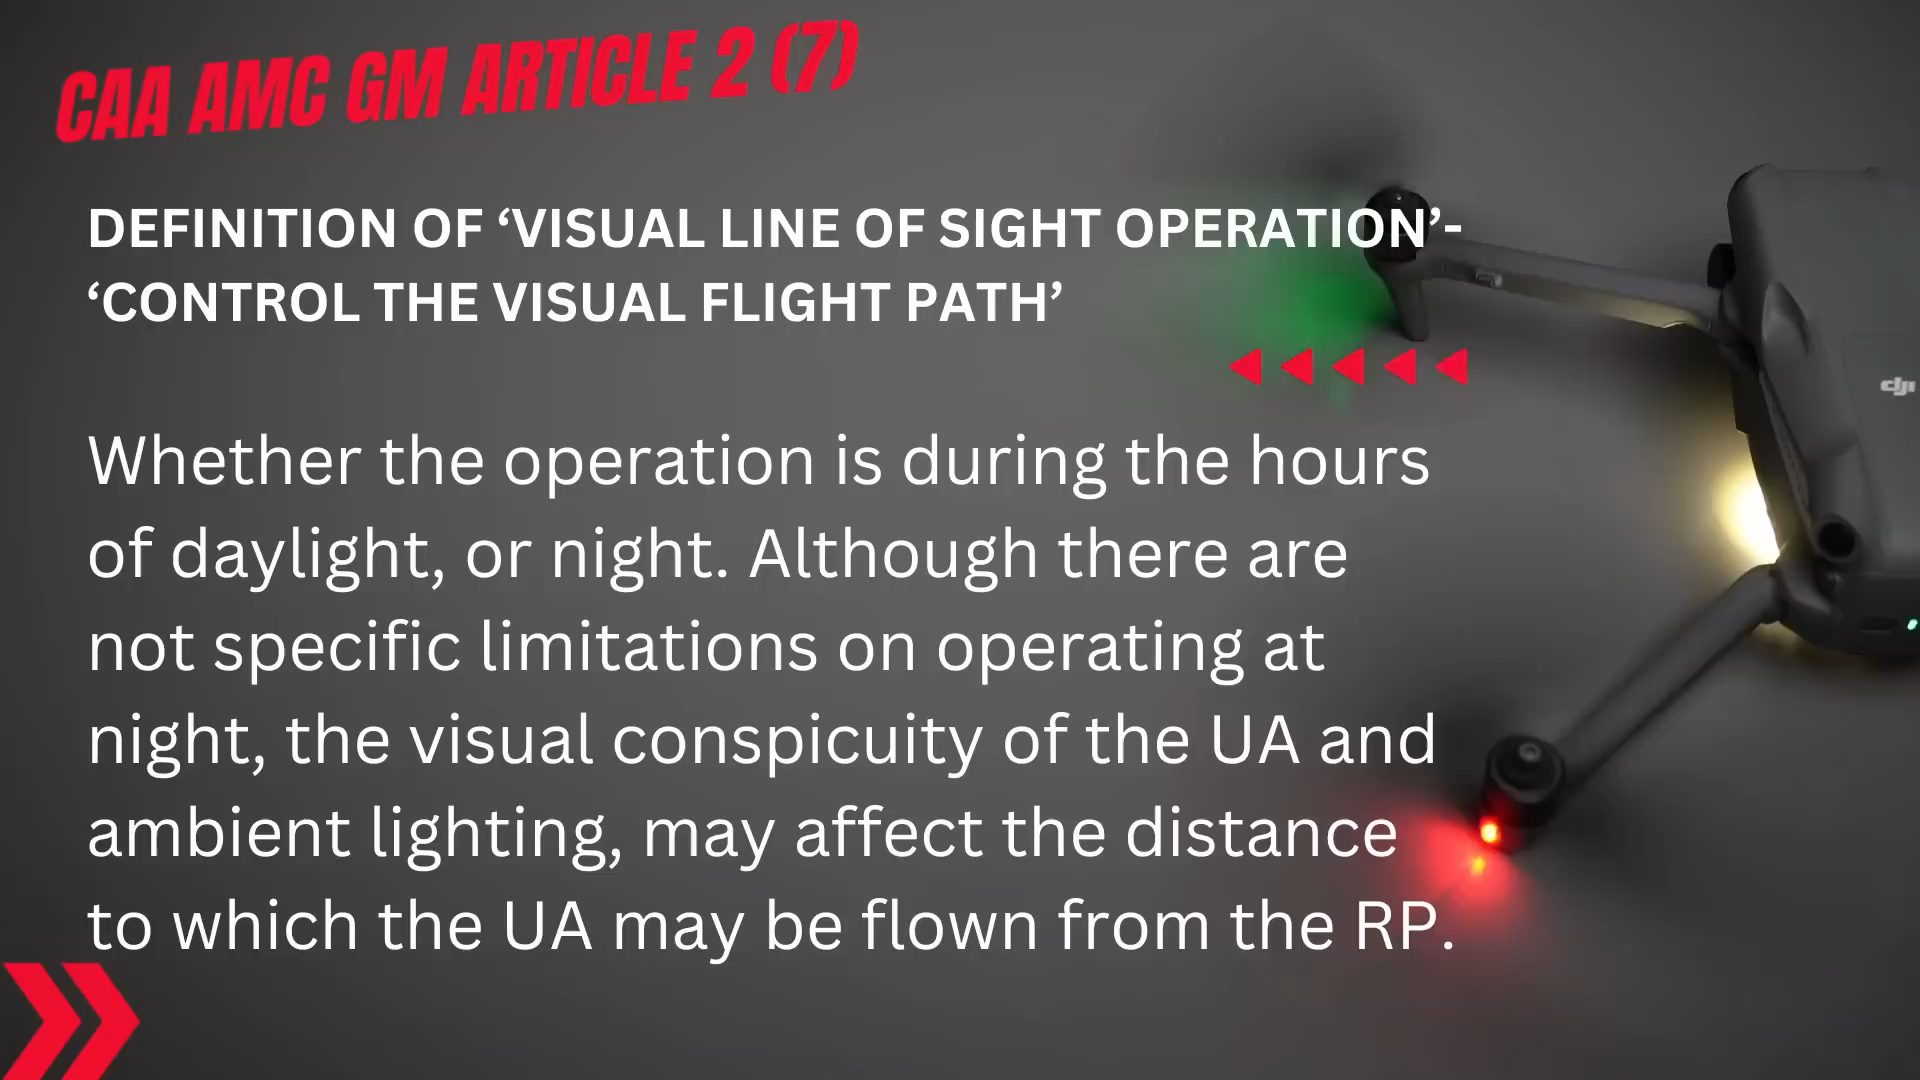 CAA AMC GM ARTICLE 2 (7)
DEFINITION OF ‘VISUAL LINE OF SIGHT OPERATION’-
‘CONTROL THE VISUAL FLIGHT PATH’
Whether the operation is during the hours
of daylight, or night. Although there are
not specific limitations on operating at
night, the visual conspicuity of the UA and
ambient lighting, may affect the distance
to which the UA may be flown from the RP.
dji